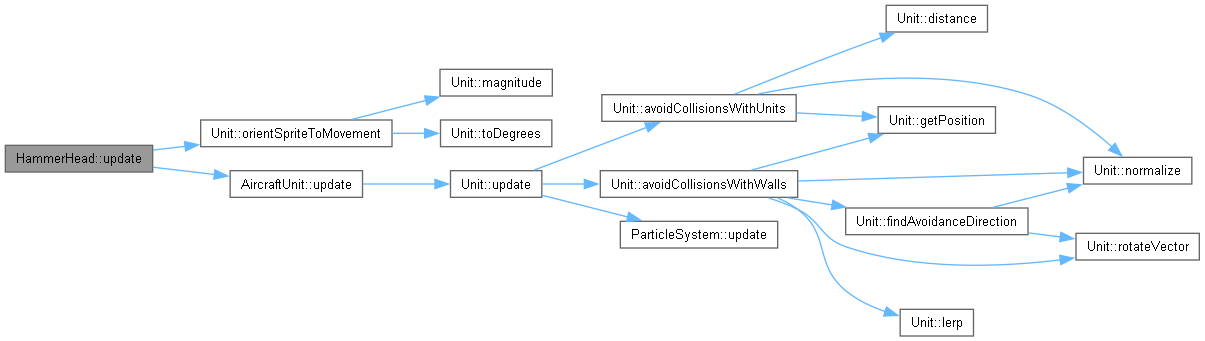 HammerHead::update
Unit::orientSpriteToMovement
AircraftUnit::update
Unit::magnitude
Unit::toDegrees
Unit::update
Unit::avoidCollisionsWithUnits
Unit::avoidCollisionsWithWalls
ParticleSystem::update
Unit::distance
Unit::getPosition
Unit::findAvoidanceDirection
Unit::lerp
Unit::normalize
Unit::rotateVector